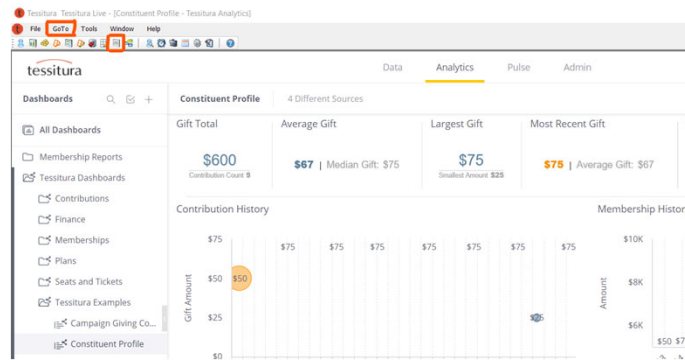 Tessitura Tessitura Live - [Constituent Profile - Tessitura Analytics]
File GoTo Tools Window Help
tessitura
Data Analytics Pulse Admin
Dashboards
Constituent Profile 4 Different Sources
All Dashboards
Membership Reports
Tessitura Dashboards
Contributions
Finance
Memberships
Plans
Seats and Tickets
Tessitura Examples
Campaign Giving Co...
Constituent Profile
Gift Total Average Gift Largest Gift Most Recent Gift
$600 $67 | Median Gift: $75 $75 $75 | Average Gift: $67
Contribution Count 9 Smallest Amount $25
Contribution History Membership Histor
Gift Amount
$75
$50
$25
$0
$75 $75 $75 $75 $75 $75 $75
$50
$25
Amount
$10K
$8K
$6K
$50 $7